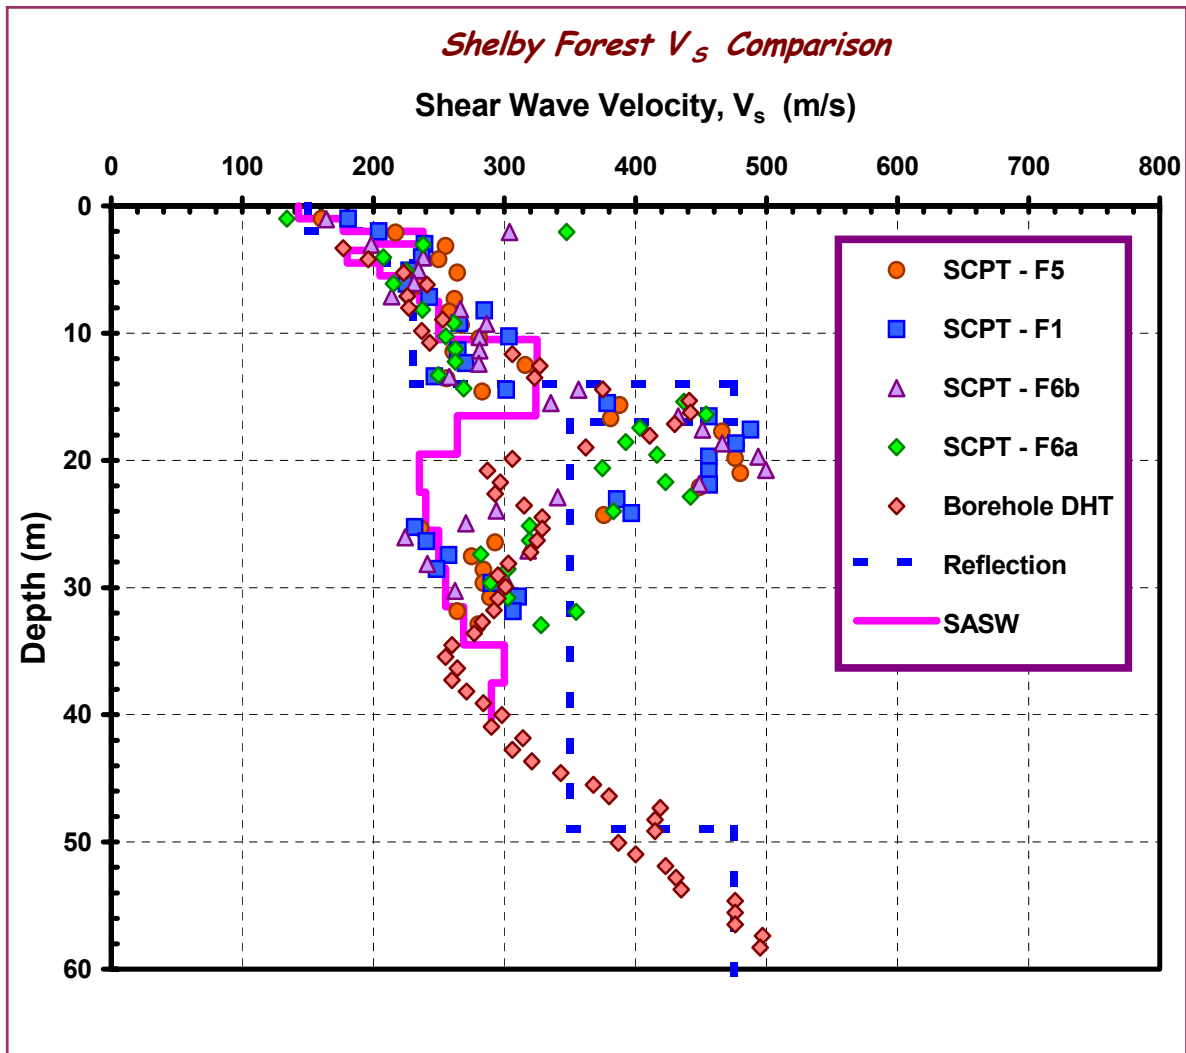 Shelby Forest VS Comparison
Shear Wave Velocity, Vs (m/s)
0 100 200 300 400 500 600 700 800
0
10
20
30
40
50
60
Depth (m)
SCPT - F5
SCPT - F1
SCPT - F6b
SCPT - F6a
Borehole DHT
Reflection
SASW